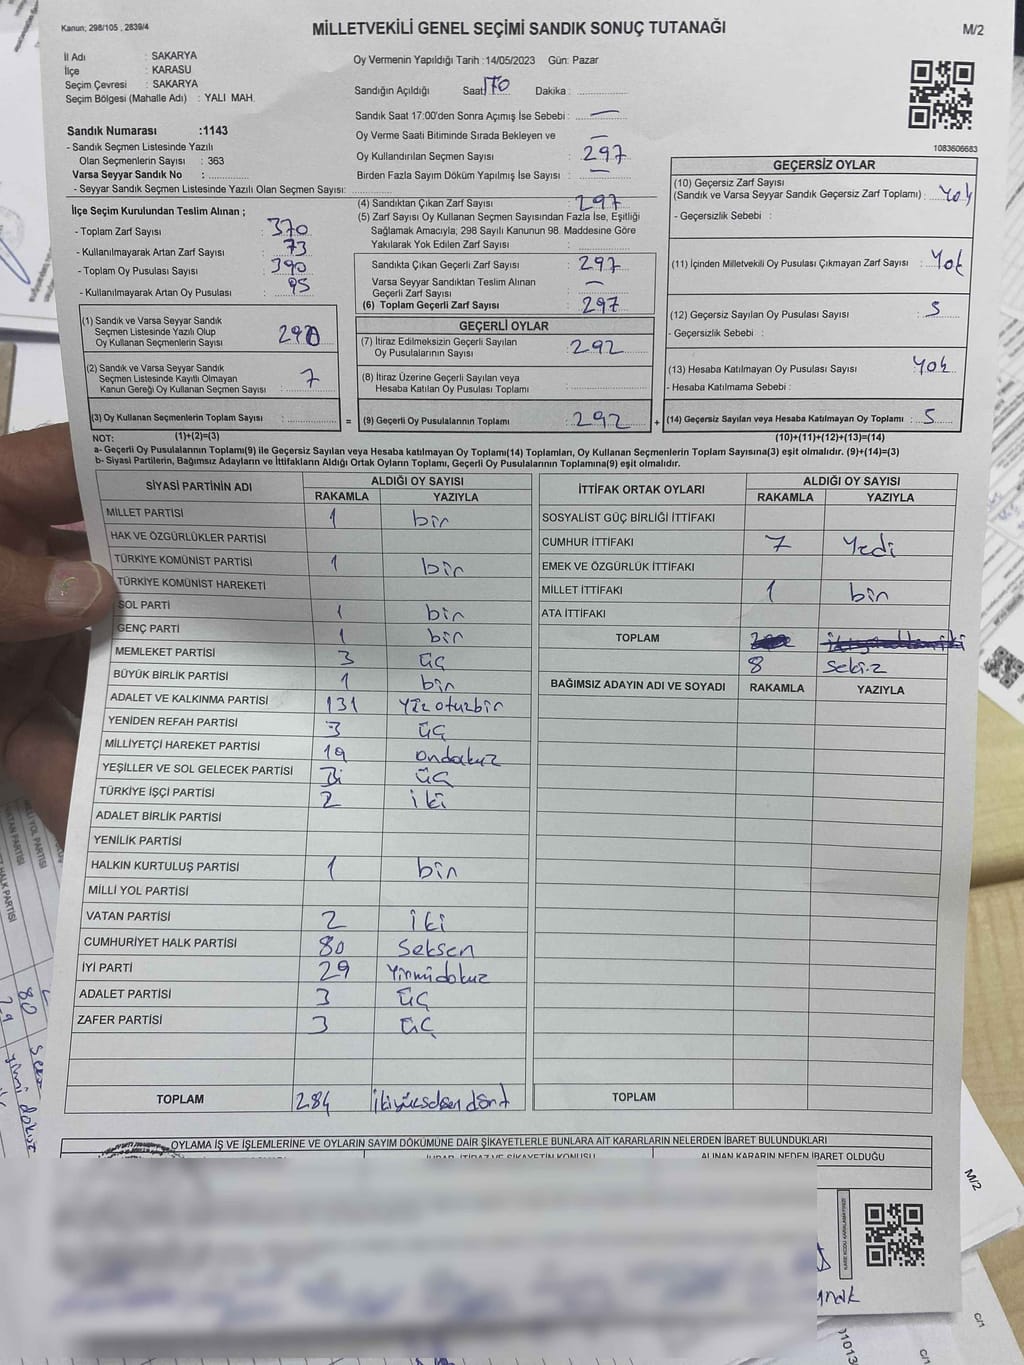 Kanun; 298/105 , 2839/4
MİLLETVEKİLİ GENEL SEÇİMİ SANDIK SONUÇ TUTANAĞI
M/2
İl Adı : SAKARYA
İlçe : KARASU
Seçim Çevresi : SAKARYA
Seçim Bölgesi (Mahalle Adı) : YALI MAH.
Sandık Numarası :1143
- Sandık Seçmen Listesinde Yazılı
Olan Seçmenlerin Sayısı : 363
Varsa Seyyar Sandık No :
- Seyyar Sandık Seçmen Listesinde Yazılı Olan Seçmen Sayısı:
Oy Vermenin Yapıldığı Tarih :14/05/2023 Gün: Pazar
Sandığın Açıldığı Saat: 170 Dakika :
Sandık Saat 17:00'den Sonra Açımış İse Sebebi : —
Oy Verme Saati Bitiminde Sırada Bekleyen ve —
Oy Kullandırılan Seçmen Sayısı : 297
Birden Fazla Sayım Döküm Yapılmış İse Sayısı : —
1083606683
İlçe Seçim Kurulundan Teslim Alınan ;
- Toplam Zarf Sayısı : 370
- Kullanılmayarak Artan Zarf Sayısı : 73
- Toplam Oy Pusulası Sayısı : 390
- Kullanılmayarak Artan Oy Pusulası : 95
(4) Sandıktan Çıkan Zarf Sayısı : 297
(5) Zarf Sayısı Oy Kullanan Seçmen Sayısından Fazla İse, Eşitliği
Sağlamak Amacıyla; 298 Sayılı Kanunun 98. Maddesine Göre
Yakılarak Yok Edilen Zarf Sayısı :
Sandıkta Çıkan Geçerli Zarf Sayısı : 297
Varsa Seyyar Sandıktan Teslim Alınan
Geçerli Zarf Sayısı : —
(6) Toplam Geçerli Zarf Sayısı : 297
GEÇERSİZ OYLAR
(10) Geçersiz Zarf Sayısı
(Sandık ve Varsa Seyyar Sandık Geçersiz Zarf Toplamı) : Yok
- Geçersizlik Sebebi :
(11) İçinden Milletvekili Oy Pusulası Çıkmayan Zarf Sayısı : Yok
(12) Geçersiz Sayılan Oy Pusulası Sayısı : 5
- Geçersizlik Sebebi :
(13) Hesaba Katılmayan Oy Pusulası Sayısı : Yok
- Hesaba Katılmama Sebebi :
(14) Geçersiz Sayılan veya Hesaba Katılmayan Oy Toplamı : 5
(1) Sandık ve Varsa Seyyar Sandık
Seçmen Listesinde Yazılı Olup
Oy Kullanan Seçmenlerin Sayısı : 290
(2) Sandık ve Varsa Seyyar Sandık
Seçmen Listesinde Kayıtlı Olmayan
Kanun Gereği Oy Kullanan Seçmen Sayısı : 7
(3) Oy Kullanan Seçmenlerin Toplam Sayısı : =
GEÇERLİ OYLAR
(7) İtiraz Edilmeksizin Geçerli Sayılan
Oy Pusulalarının Sayısı : 292
(8) İtiraz Üzerine Geçerli Sayılan veya
Hesaba Katılan Oy Pusulası Toplamı :
(9) Geçerli Oy Pusulalarının Toplamı : 292 +
NOT: (1)+(2)=(3) (10)+(11)+(12)+(13)=(14)
a- Geçerli Oy Pusulası Toplamı(9) ile Geçersiz Sayılan veya Hesaba katılmayan Oy Toplamı(14) Toplamları, Oy Kullanan Seçmenlerin Toplam Sayısına(3) eşit olmalıdır. (9)+(14)=(3)
b- Siyasi Partilerin, Bağımsız Adayların ve İttifakların Aldığı Ortak Oyların Toplamı, Geçerli Oy Pusulalarının Toplamına(9) eşit olmalıdır.
SİYASİ PARTİNİN ADI ALDIĞI OY SAYISI
RAKAMLA YAZIYLA
MİLLET PARTİSİ 1 bir
HAK VE ÖZGÜRLÜKLER PARTİSİ
TÜRKİYE KOMÜNİST PARTİSİ 1 bir
TÜRKİYE KOMÜNİST HAREKETİ
SOL PARTİ 1 bir
GENÇ PARTİ 1 bir
MEMLEKET PARTİSİ 3 üç
BÜYÜK BİRLİK PARTİSİ 1 bir
ADALET VE KALKINMA PARTİSİ 131 yüzotuzbir
YENİDEN REFAH PARTİSİ 3 üç
MİLLİYETÇİ HAREKET PARTİSİ 19 ondokuz
YEŞİLLER VE SOL GELECEK PARTİSİ 3 üç
TÜRKİYE İŞÇİ PARTİSİ 2 iki
ADALET BİRLİK PARTİSİ
YENİLİK PARTİSİ
HALKIN KURTULUŞ PARTİSİ 1 bir
MİLLİ YOL PARTİSİ
VATAN PARTİSİ 2 iki
CUMHURİYET HALK PARTİSİ 80 Seksen
İYİ PARTİ 29 Yirmidokuz
ADALET PARTİSİ 3 üç
ZAFER PARTİSİ 3 üç
TOPLAM 284 ikiyüzseksendört
İTTİFAK ORTAK OYLARI ALDIĞI OY SAYISI
RAKAMLA YAZIYLA
SOSYALİST GÜÇ BİRLİĞİ İTTİFAKI
CUMHUR İTTİFAKI 7 Yedi
EMEK VE ÖZGÜRLÜK İTTİFAKI
MİLLET İTTİFAKI 1 bir
ATA İTTİFAKI
TOPLAM
8 Sekiz
BAĞIMSIZ ADAYIN ADI VE SOYADI RAKAMLA YAZIYLA
TOPLAM
OYLAMA İŞ VE İŞLEMLERİNE VE OYLARIN SAYIM DÖKÜMÜNE DAİR ŞİKAYETLERLE BUNLARA AİT KARARLARIN NELERDEN İBARET BULUNDUKLARI
ALINAN KARARIN NEDEN İBARET OLDUĞU
M/2
C/1